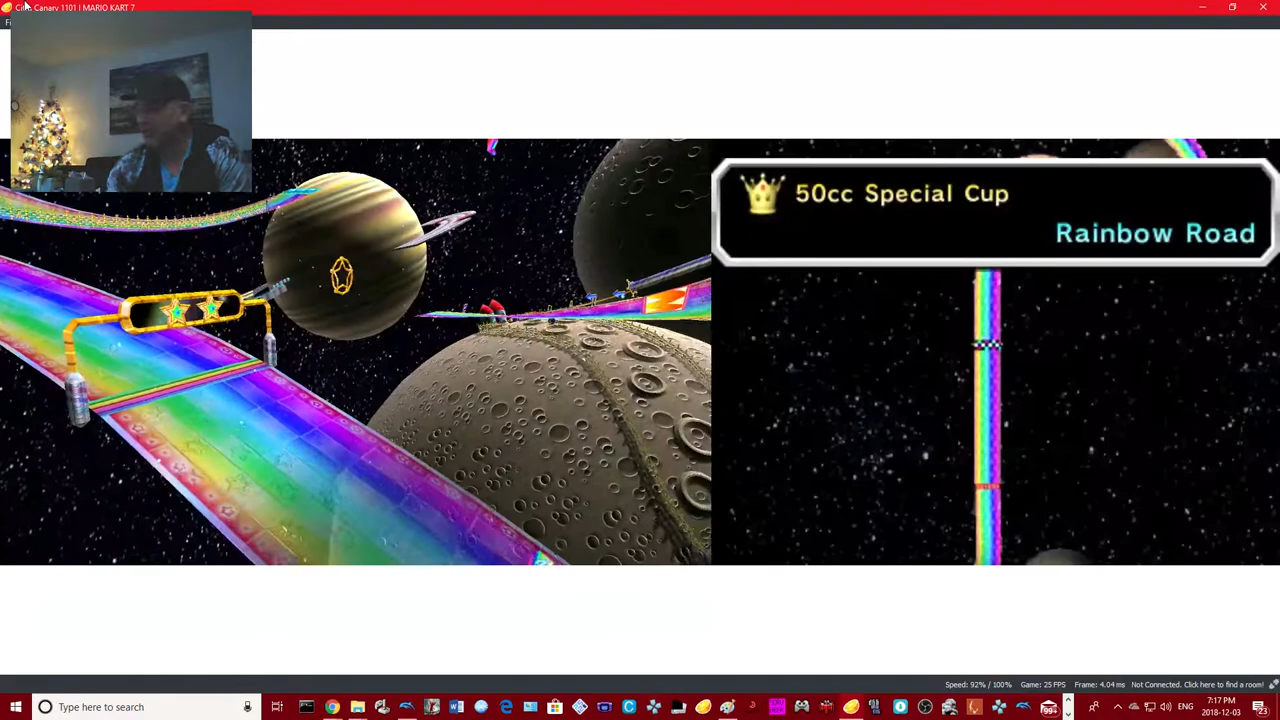 Citra Canary 1101 | MARIO KART 7
50cc Special Cup
Rainbow Road
Speed: 92% / 100%
Game: 25 FPS
Frame: 4.04 ms
Not Connected. Click here to find a room!
Type here to search
99+
ENG
7:17 PM
2018-12-03
23